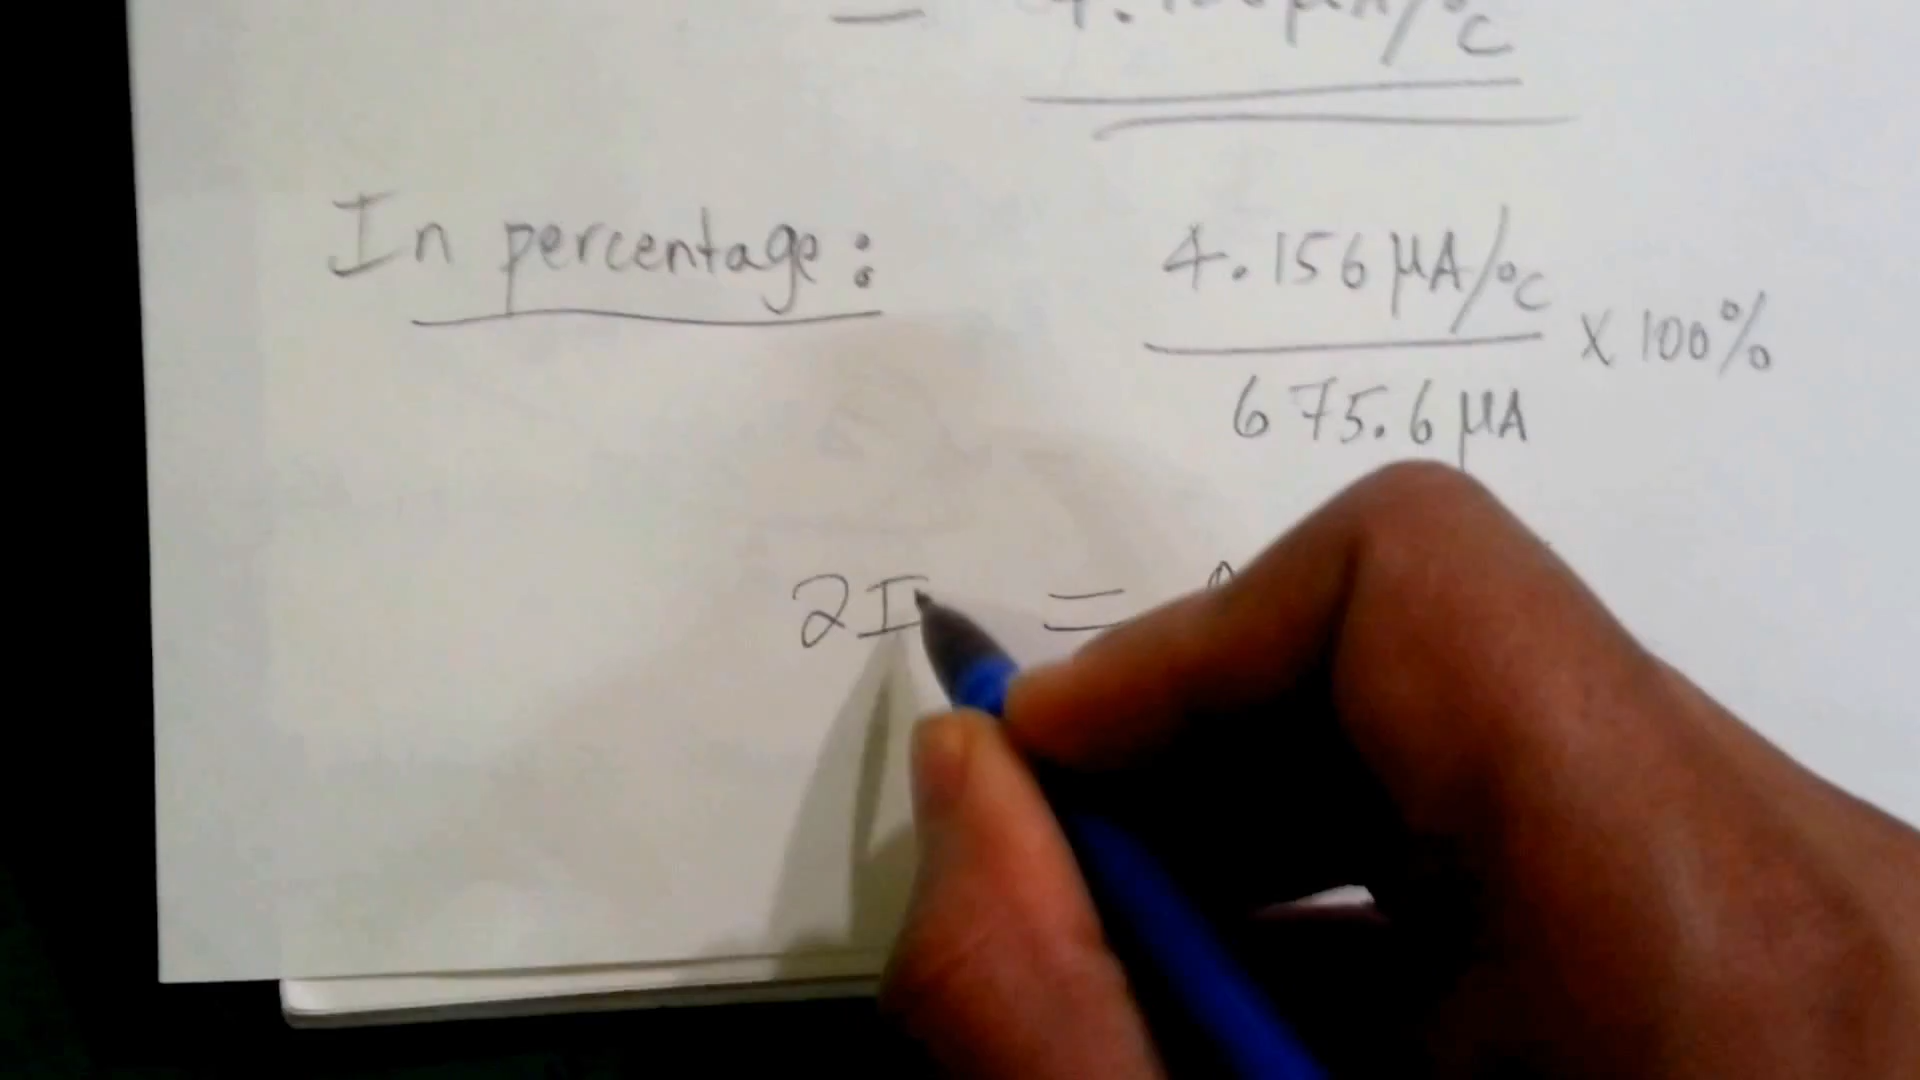 In percentage:
4.156 μA/°C
x 100%
675.6 μA
2I =